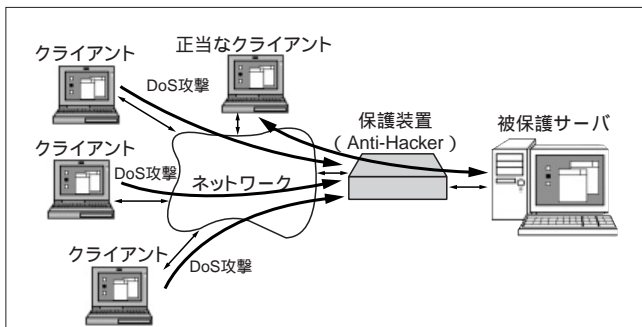 クライアント
正当なクライアント
DoS攻撃
保護装置
（Anti-Hacker）
被保護サーバ
クライアント
DoS攻撃
ネットワーク
クライアント
DoS攻撃